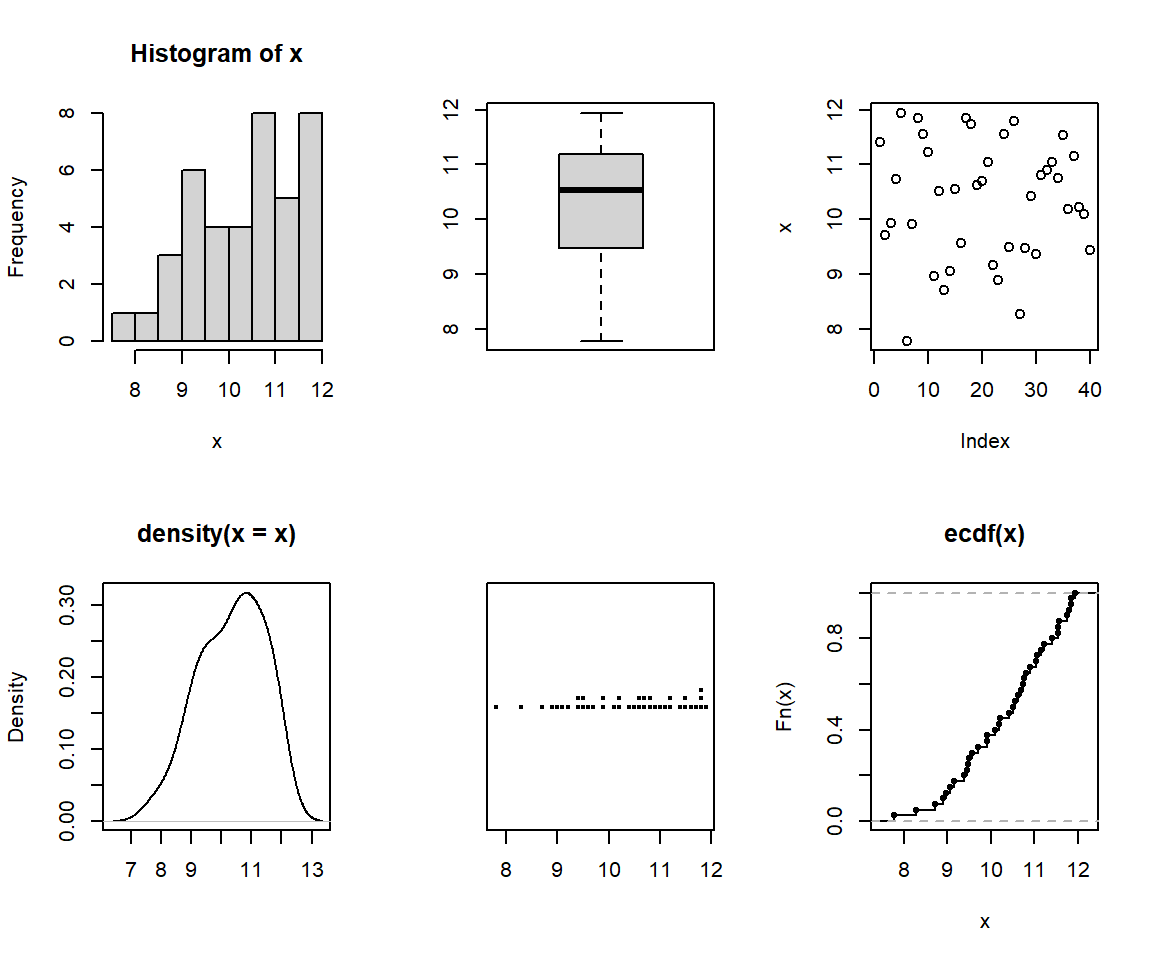 Histogram of x
Frequency
0 2 4 6 8
8 9 10 11 12
x
8 9 10 11 12
x
8 9 10 11 12
0 10 20 30 40
Index
density(x = x)
Density
0.00 0.10 0.20 0.30
7 8 9 11 13
8 9 10 11 12
ecdf(x)
Fn(x)
0.0 0.4 0.8
8 9 10 11 12
x